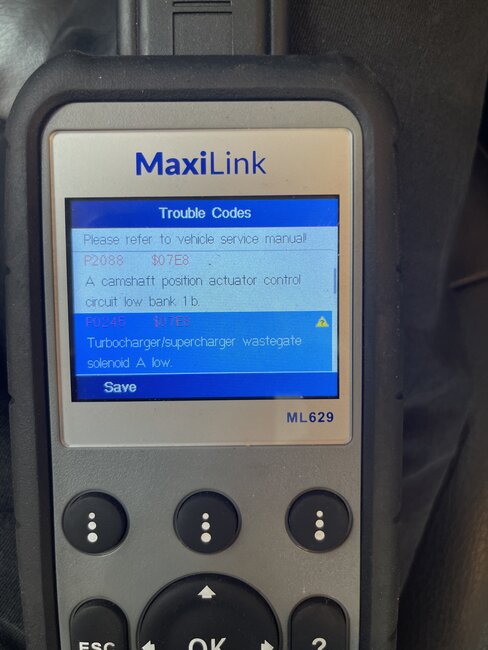 MaxiLink
Trouble Codes
Please refer to vehicle service manual!
P2088 $07E8
A camshaft position actuator control
circuit low bank 1 b.
P0245 $07E8
Turbocharger/supercharger wastegate
solenoid A low.
Save
ML629
ESC
OK
?